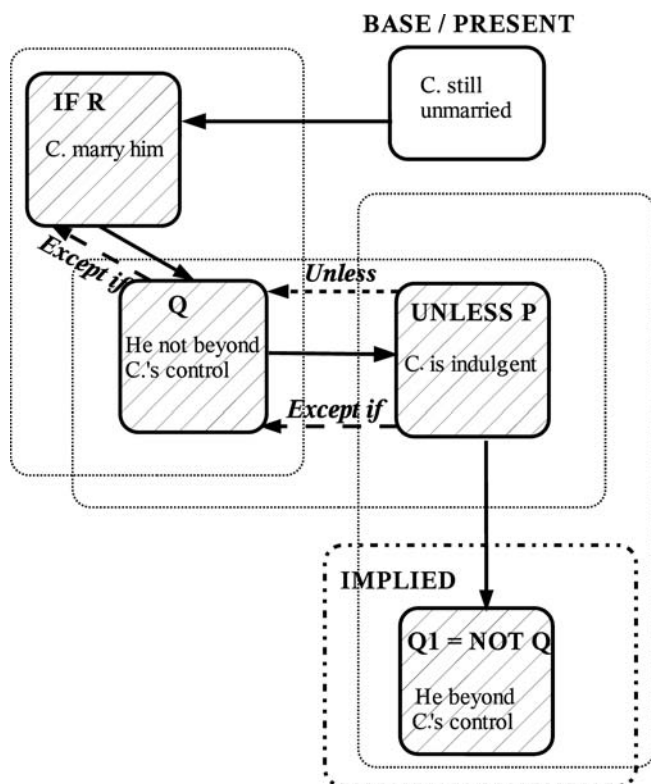 BASE / PRESENT
C. still
unmarried
IF R
C. marry him
Except if
Unless
Q
He not beyond
C.'s control
UNLESS P
C. is indulgent
Except if
IMPLIED
Q1 = NOT Q
He beyond
C.'s control